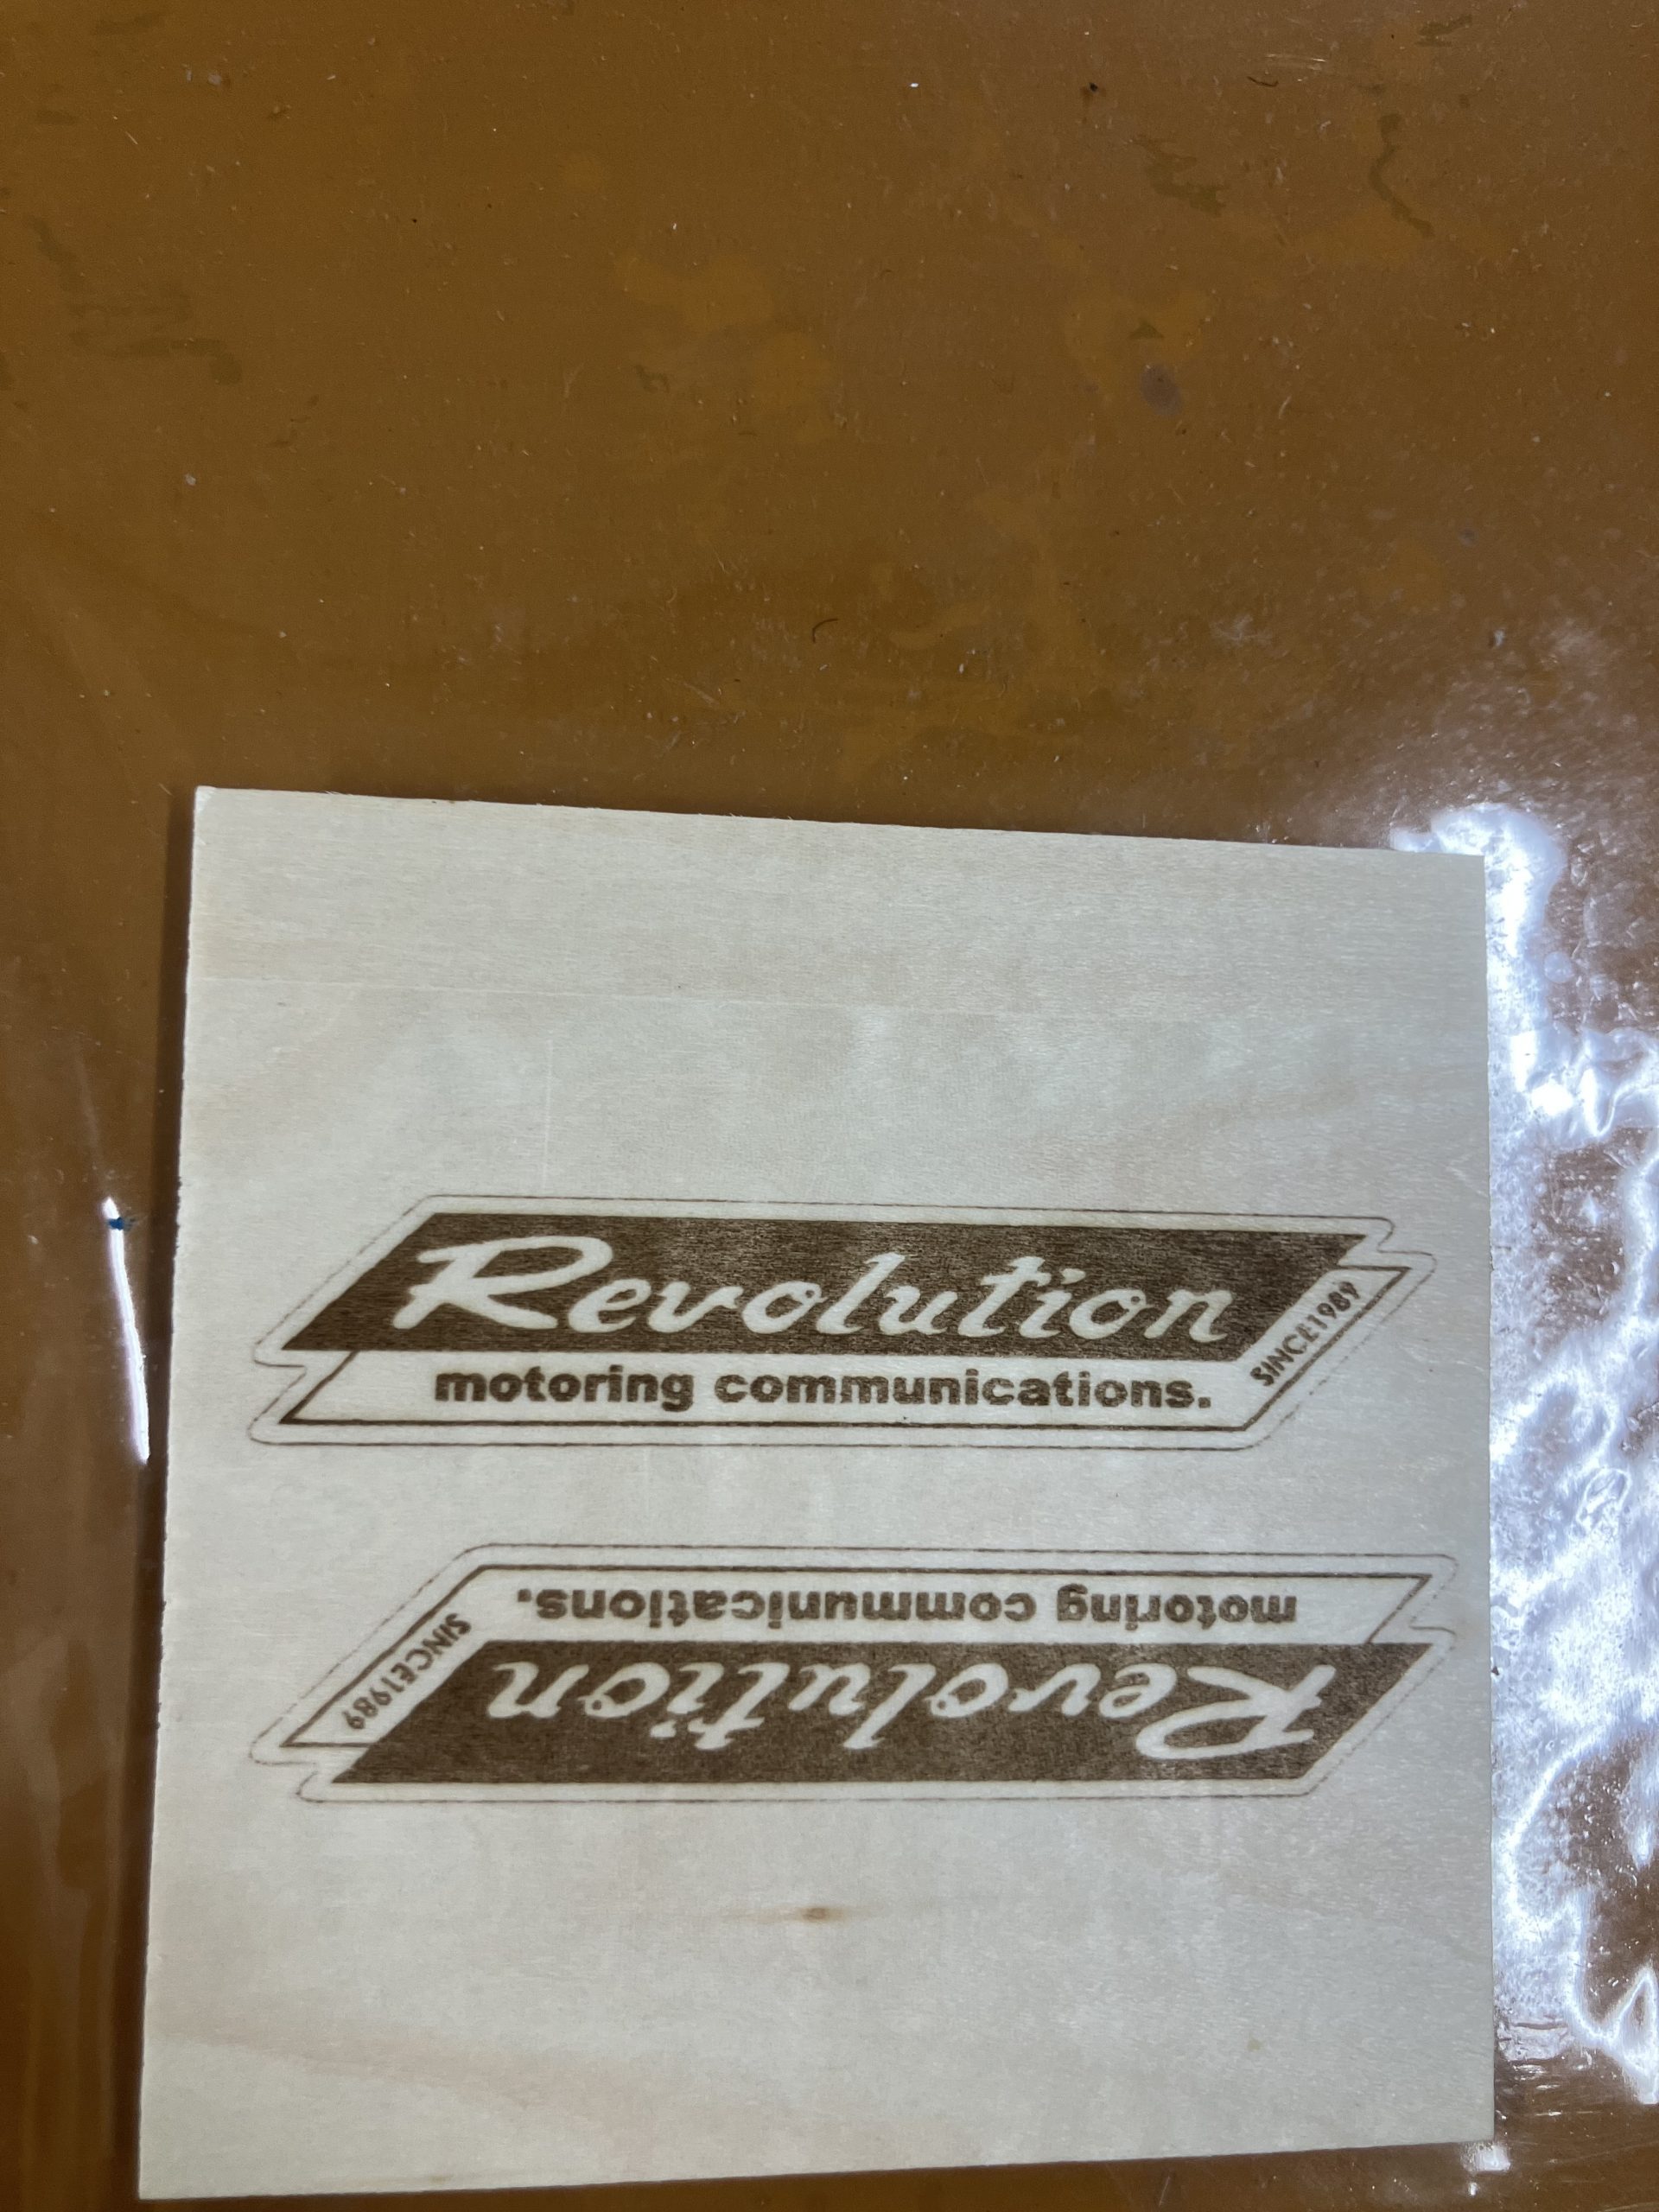 Revolution
SINCE1989
motoring communications.
motoring communications.
Revolution
SINCE1989